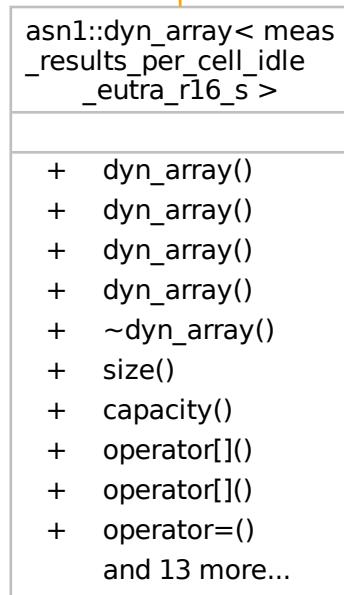 asn1::dyn_array< meas
_results_per_cell_idle
_eutra_r16_s >
+ dyn_array()
+ dyn_array()
+ dyn_array()
+ dyn_array()
+ ~dyn_array()
+ size()
+ capacity()
+ operator[]()
+ operator[]()
+ operator=()
and 13 more...